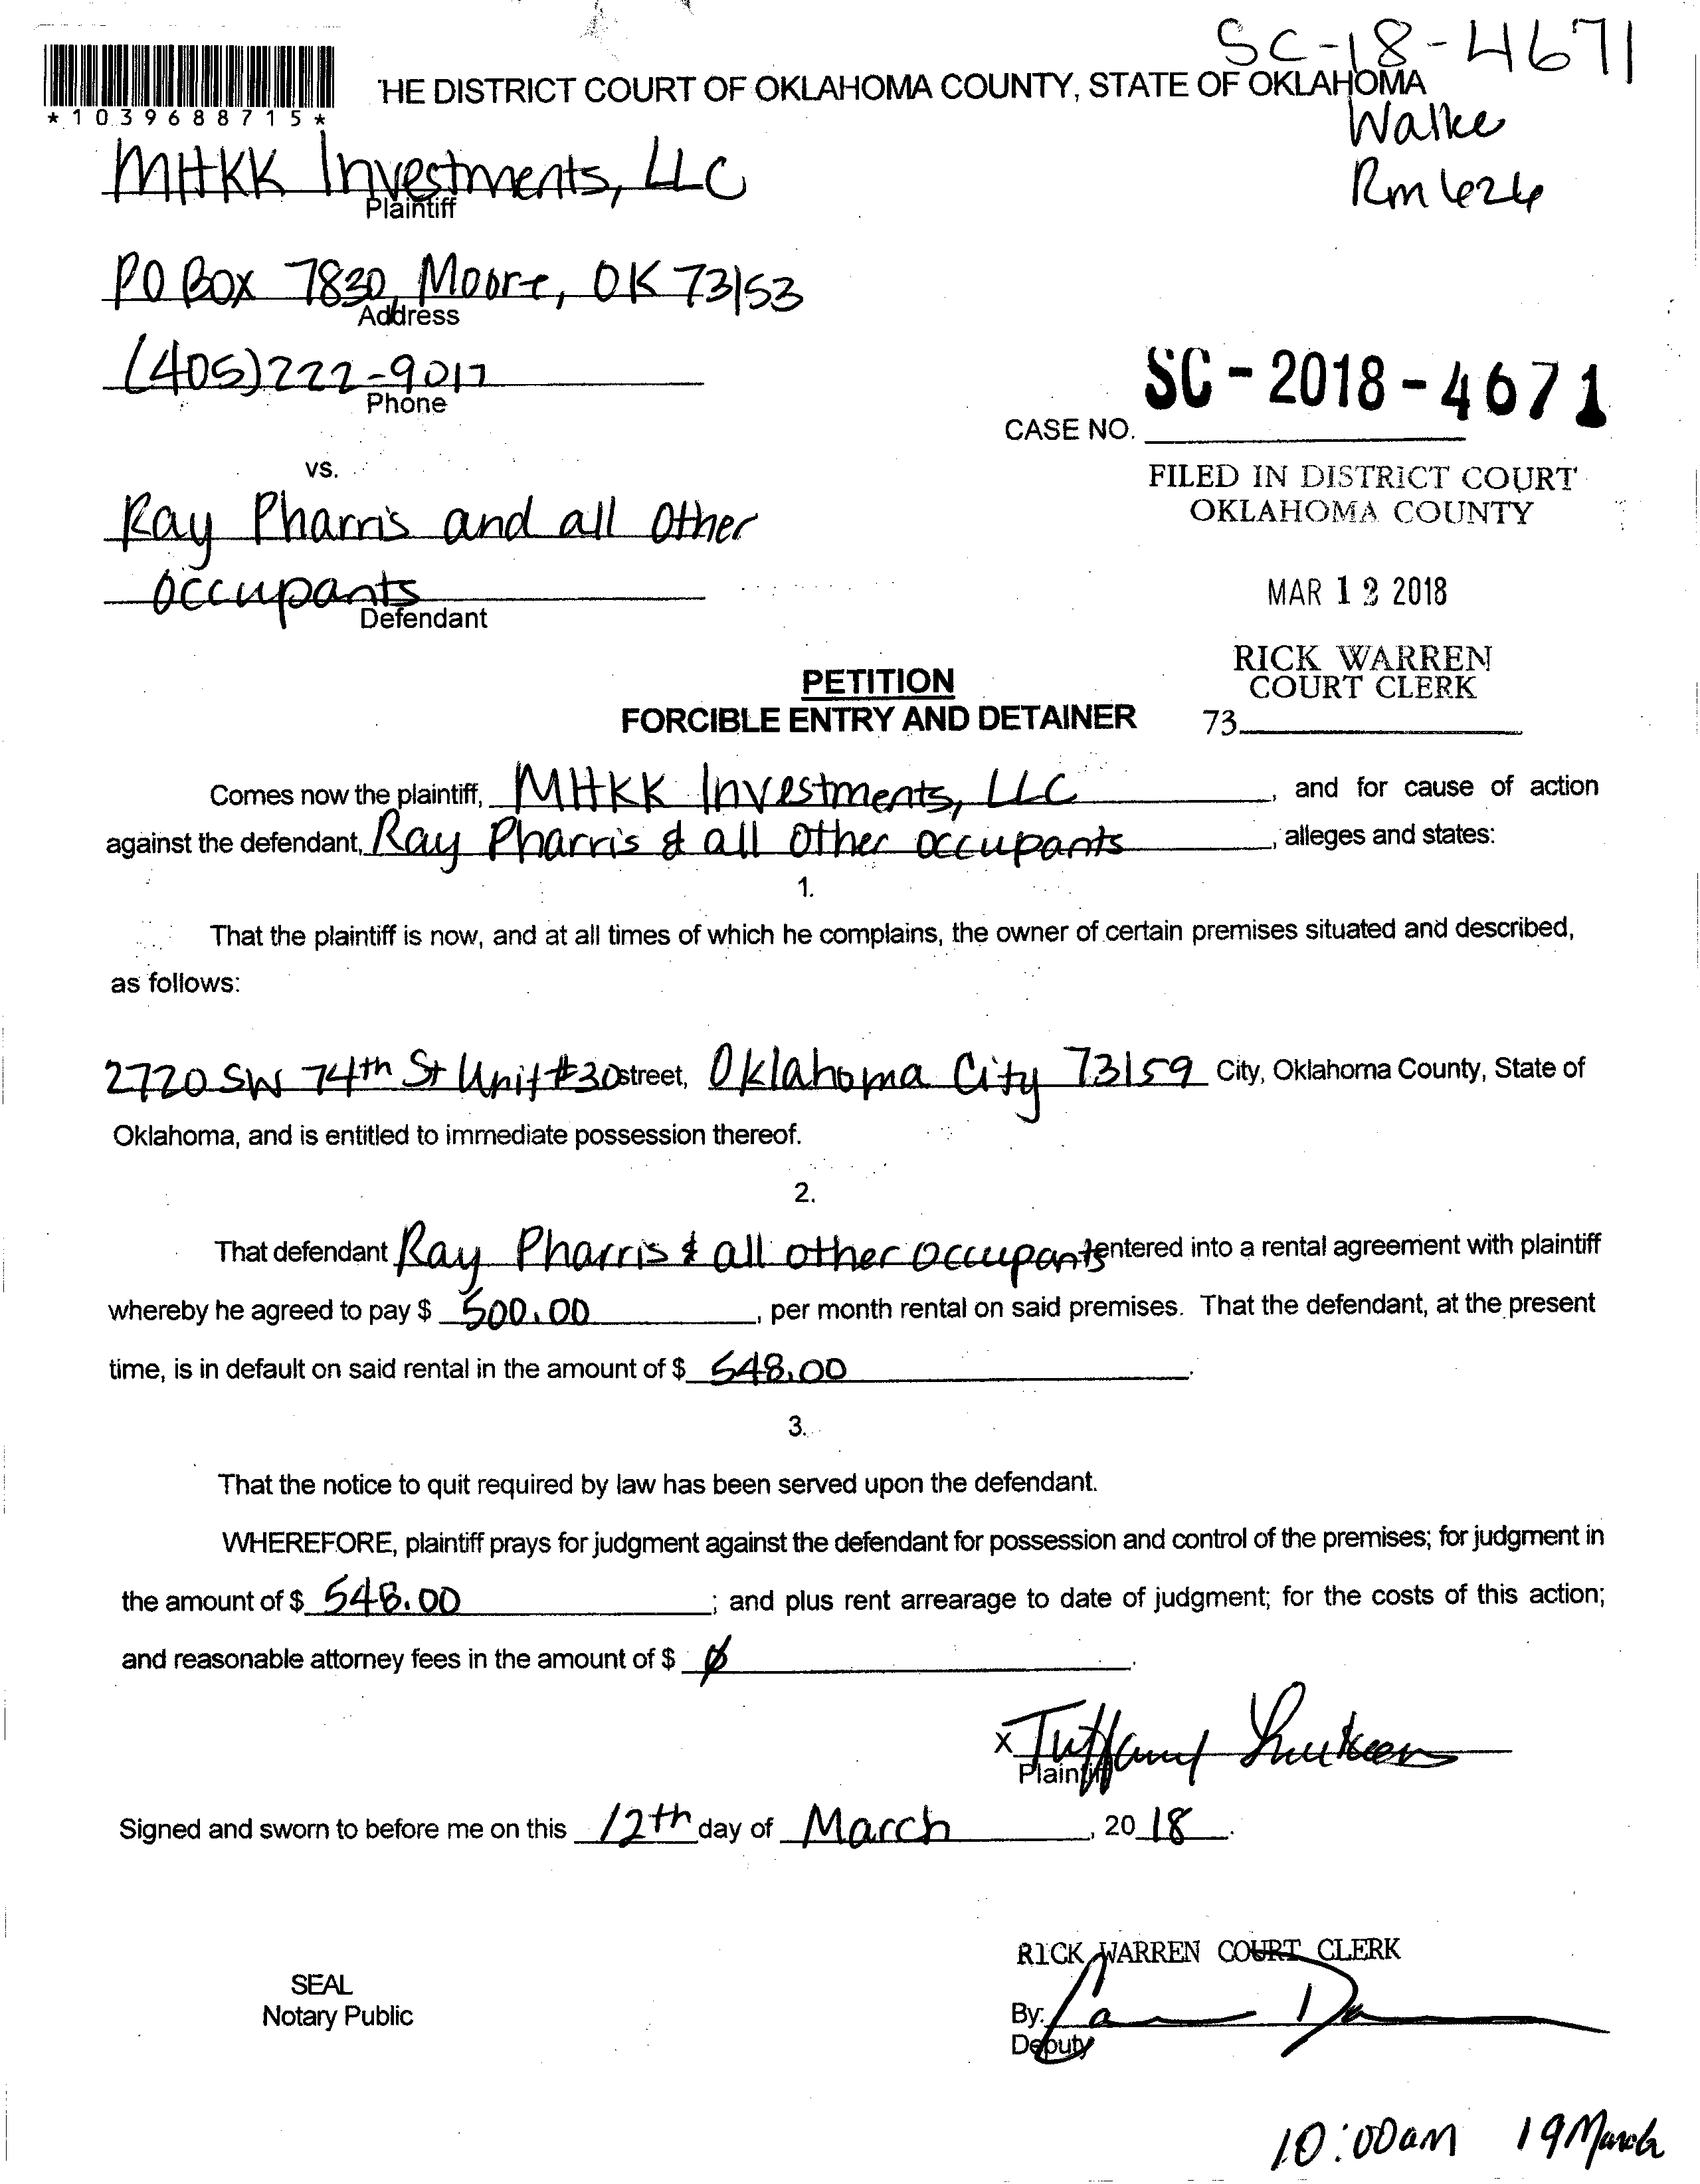 SC-18-4671
'HE DISTRICT COURT OF OKLAHOMA COUNTY, STATE OF OKLAHOMA
*1039688715*
Walke
Rm 626
MHKK Investments, LLC
Plaintiff
PO Box 7830, Moore, OK 73153
Address
(405)222-9017
Phone
SC-2018-4671
CASE NO.
vs.
FILED IN DISTRICT COURT
OKLAHOMA COUNTY
Ray Pharris and all other
occupants
Defendant
MAR 12 2018
RICK WARREN
COURT CLERK
73
PETITION
FORCIBLE ENTRY AND DETAINER
Comes now the plaintiff, MHKK Investments, LLC, and for cause of action
against the defendant, Ray Pharris & all other occupants, alleges and states:
1.
That the plaintiff is now, and at all times of which he complains, the owner of certain premises situated and described,
as follows:
2720 SW 74th St Unit #30 street, Oklahoma City 73159 City, Oklahoma County, State of
Oklahoma, and is entitled to immediate possession thereof.
2.
That defendant Ray Pharris & all other occupants entered into a rental agreement with plaintiff
whereby he agreed to pay $ 500.00, per month rental on said premises. That the defendant, at the present
time, is in default on said rental in the amount of $ 548.00.
3.
That the notice to quit required by law has been served upon the defendant.
WHEREFORE, plaintiff prays for judgment against the defendant for possession and control of the premises; for judgment in
the amount of $ 548.00; and plus rent arrearage to date of judgment; for the costs of this action;
and reasonable attorney fees in the amount of $ Ø.
x Tiffany
Plaintiff
Signed and sworn to before me on this 12th day of March, 2018.
RICK WARREN COURT CLERK
SEAL
Notary Public
By:
Deputy
10:00am 19 March